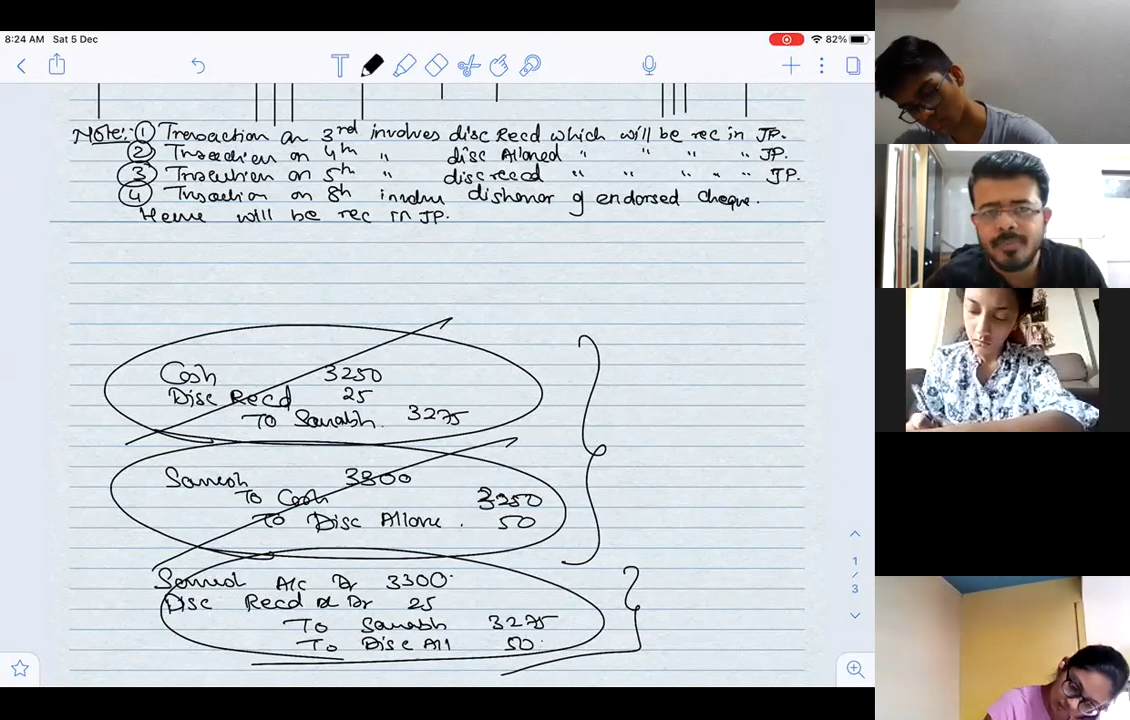 8:24 AM Sat 5 Dec 82%
T
Note:- ① Transaction on 3rd involves disc Recd which will be rec in JP.
② Transaction on 4th " disc Allowed " " " " JP.
③ Transaction on 5th " disc recd " " " " " JP.
④ Transaction on 8th involve dishonor of endorsed cheque.
Hence will be rec in JP.
Cash 3250
Disc Recd 25
To Saurabh. 3275
3300
To Cash 3250
To Disc Allowe. 50
A/c Dr 3300
Disc Recd Dr 25
To Saurabh 3275
To Disc All 50
1
/
3